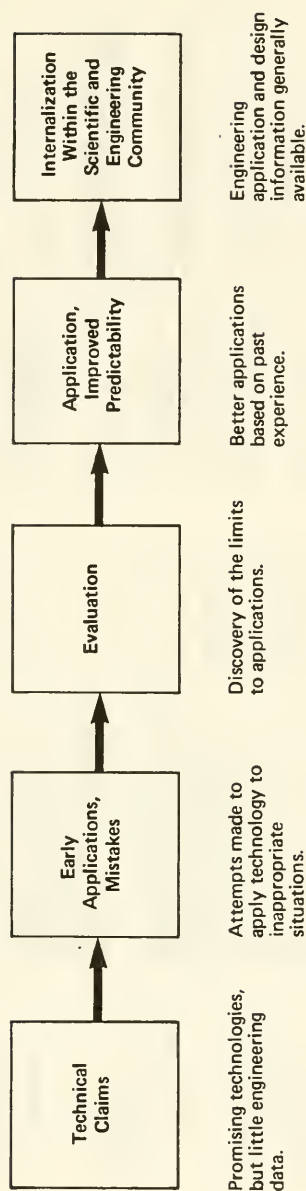 Technical
Claims
Promising technologies,
but little engineering
data.
Early
Applications,
Mistakes
Attempts made to
apply technology to
inappropriate
situations.
Evaluation
Discovery of the limits
to applications.
Application,
Improved
Predictability
Better applications
based on past
experience.
Internalization
Within the
Scientific and
Engineering
Community
Engineering
application and design
information generally
available.